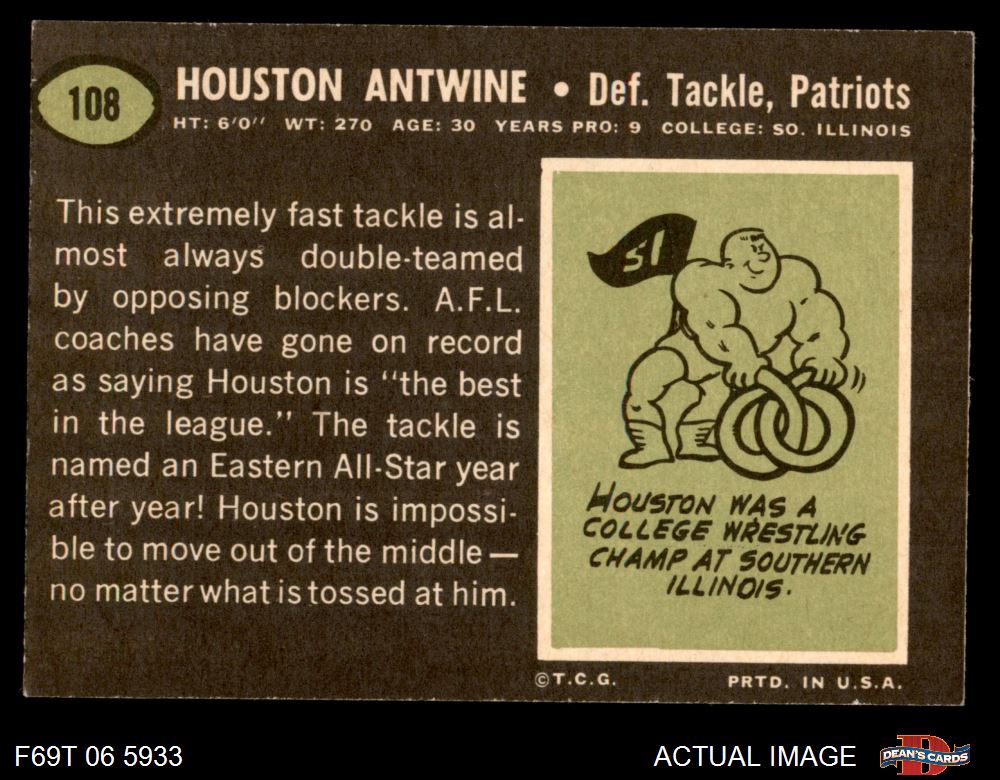 108
HOUSTON ANTWINE • Def. Tackle, Patriots
HT: 6'0" WT: 270 AGE: 30 YEARS PRO: 9 COLLEGE: SO. ILLINOIS
This extremely fast tackle is al-
most always double-teamed
by opposing blockers. A.F.L.
coaches have gone on record
as saying Houston is "the best
in the league." The tackle is
named an Eastern All-Star year
after year! Houston is impossi-
ble to move out of the middle —
no matter what is tossed at him.
SI
HOUSTON WAS A
COLLEGE WRESTLING
CHAMP AT SOUTHERN
ILLINOIS.
©T.C.G. PRTD. IN U.S.A.
F69T 06 5933 ACTUAL IMAGE
DEAN'S CARDS